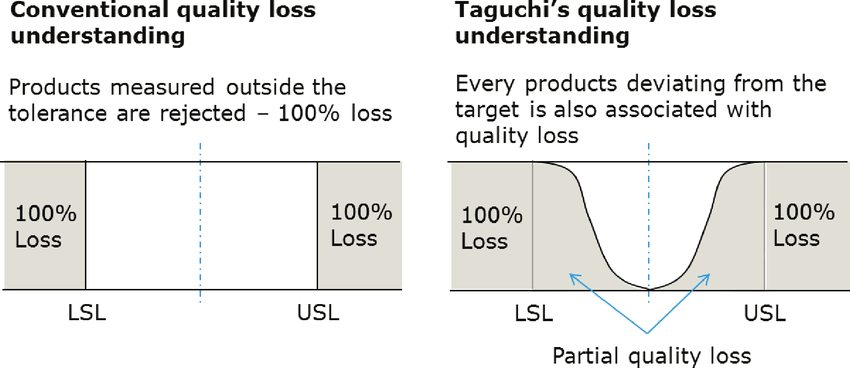 Conventional quality loss
understanding
Products measured outside the
tolerance are rejected – 100% loss
100%
Loss
100%
Loss
LSL
USL
Taguchi’s quality loss
understanding
Every products deviating from the
target is also associated with
quality loss
100%
Loss
100%
Loss
LSL
USL
Partial quality loss